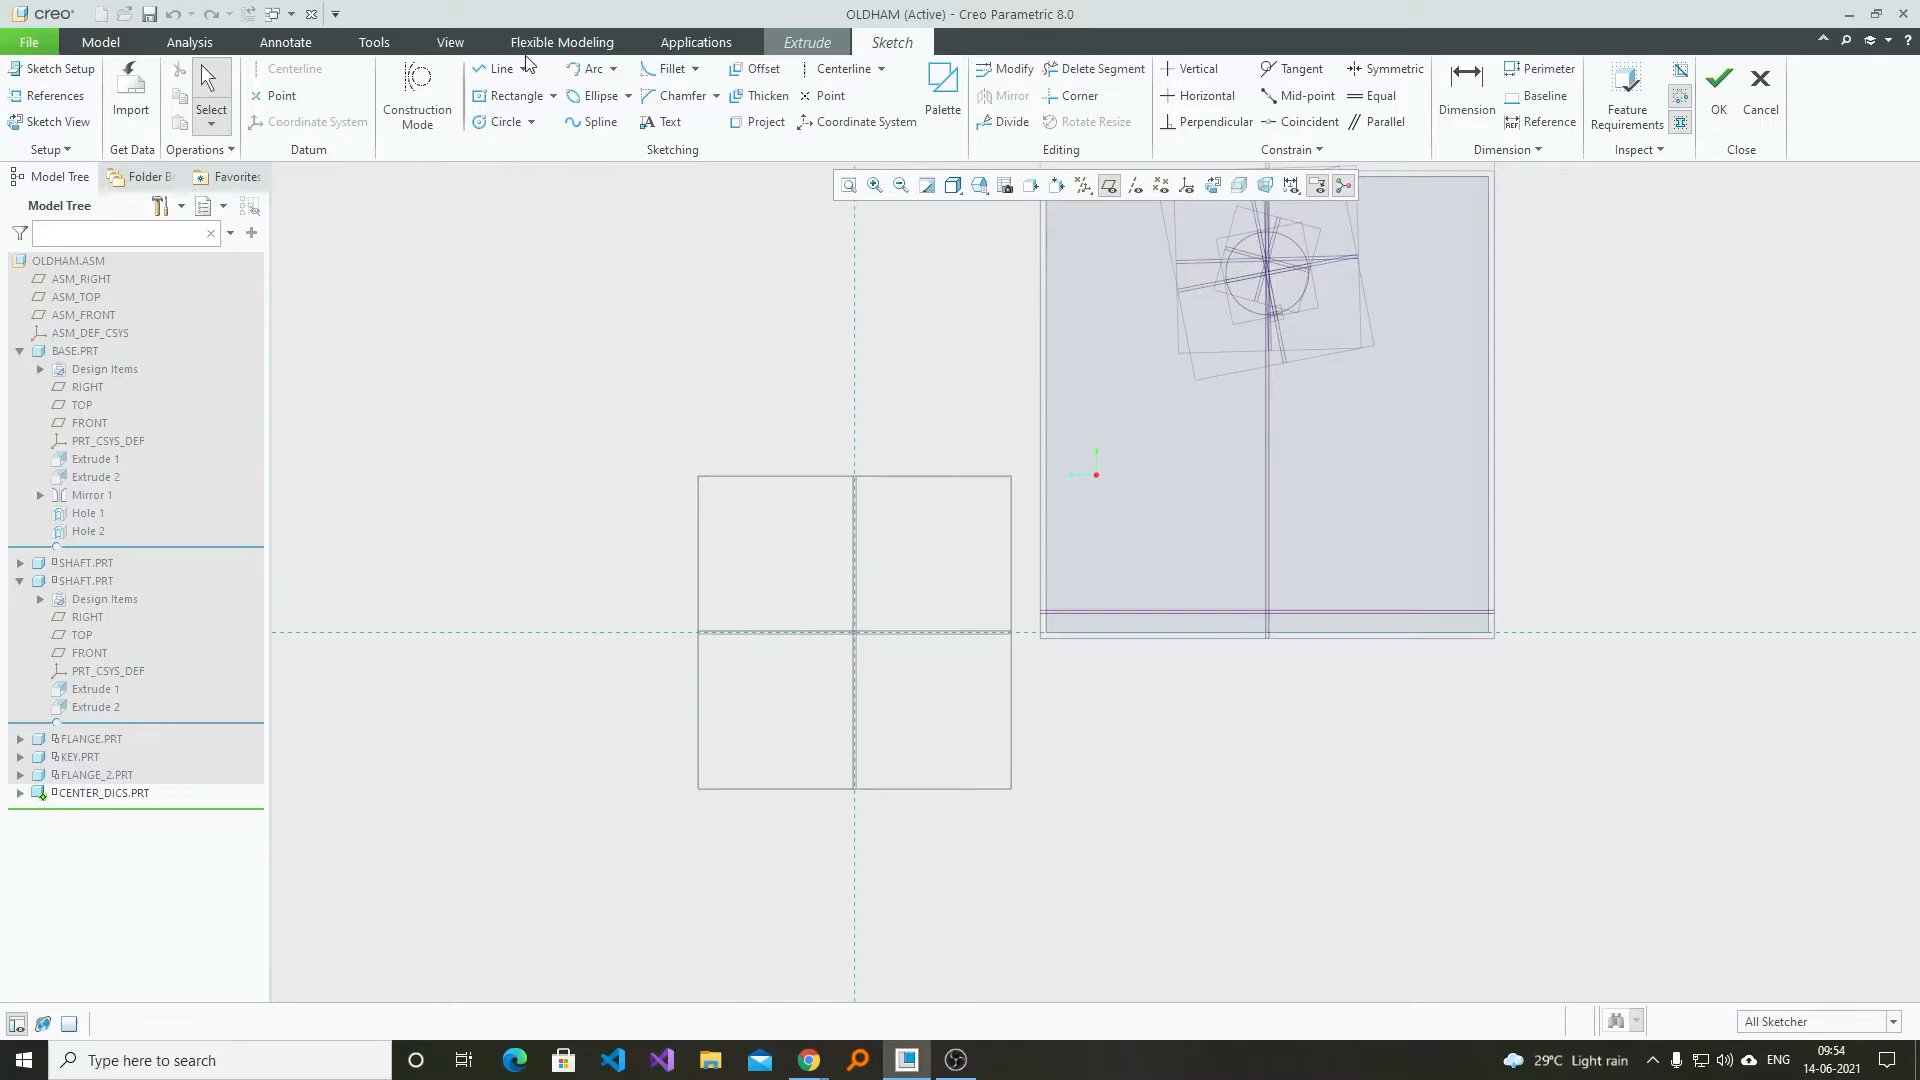 creo
OLDHAM (Active) - Creo Parametric 8.0
File
Model
Analysis
Annotate
Tools
View
Flexible Modeling
Applications
Extrude
Sketch
Sketch Setup
References
Sketch View
Setup
Import
Get Data
Select
Operations
Centerline
Point
Coordinate System
Datum
Construction
Mode
Line
Arc
Fillet
Offset
Centerline
Rectangle
Ellipse
Chamfer
Thicken
Point
Circle
Spline
Text
Project
Coordinate System
Palette
Sketching
Modify
Delete Segment
Mirror
Corner
Divide
Rotate Resize
Editing
Vertical
Tangent
Symmetric
Horizontal
Mid-point
Equal
Perpendicular
Coincident
Parallel
Constrain
Dimension
Perimeter
Baseline
Reference
Dimension
Feature
Requirements
Inspect
OK
Cancel
Close
Model Tree
Folder B
Favorites
Model Tree
OLDHAM.ASM
ASM_RIGHT
ASM_TOP
ASM_FRONT
ASM_DEF_CSYS
BASE.PRT
Design Items
RIGHT
TOP
FRONT
PRT_CSYS_DEF
Extrude 1
Extrude 2
Mirror 1
Hole 1
Hole 2
SHAFT.PRT
SHAFT.PRT
Design Items
RIGHT
TOP
FRONT
PRT_CSYS_DEF
Extrude 1
Extrude 2
FLANGE.PRT
KEY.PRT
FLANGE_2.PRT
CENTER_DICS.PRT
All Sketcher
Type here to search
29°C Light rain
ENG
09:54
14-06-2021